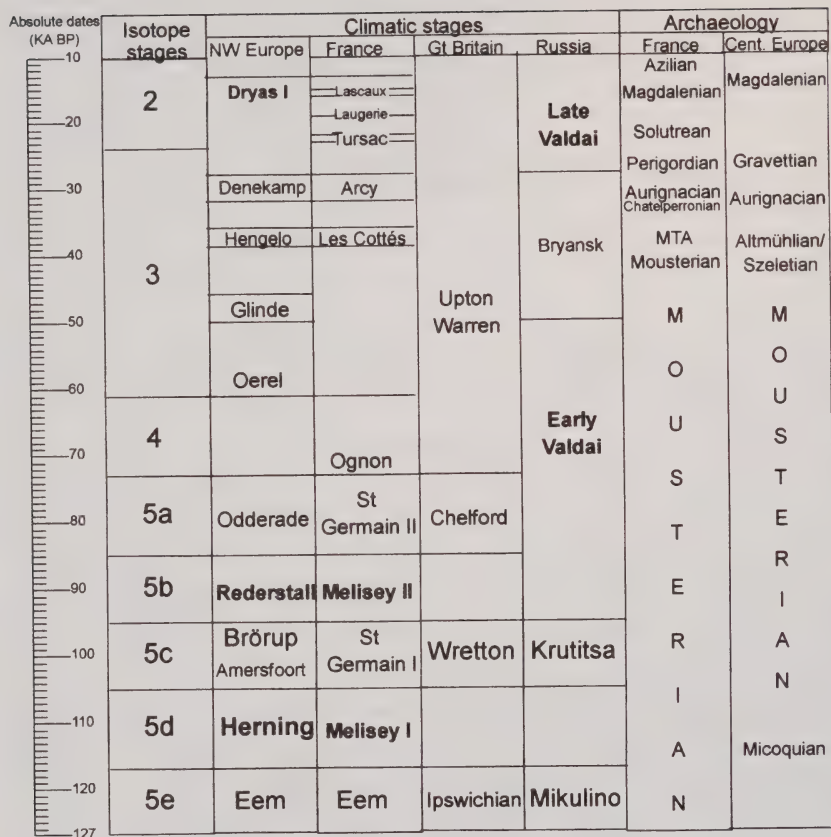 Absolute dates
(KA BP)
Isotope
stages
Climatic stages
Archaeology
NW Europe
France
Gt Britain
Russia
France
Cent. Europe
10
20
30
40
50
60
70
80
90
100
110
120
127
2
3
4
5a
5b
5c
5d
5e
Dryas I
Denekamp
Hengelo
Glinde
Oerel
Odderade
Rederstall
Brörup
Amersfoort
Herning
Eem
Lascaux
Laugerie
Tursac
Arcy
Les Cottés
Ognon
St
Germain II
Melisey II
St
Germain I
Melisey I
Eem
Upton
Warren
Chelford
Wretton
Ipswichian
Late
Valdai
Bryansk
Early
Valdai
Krutitsa
Mikulino
Azilian
Magdalenian
Solutrean
Perigordian
Aurignacian
Chatelperronian
MTA
Mousterian
M
O
U
S
T
E
R
I
A
N
Magdalenian
Gravettian
Aurignacian
Altmühlian/
Szeletian
M
O
U
S
T
E
R
I
A
N
Micoquian